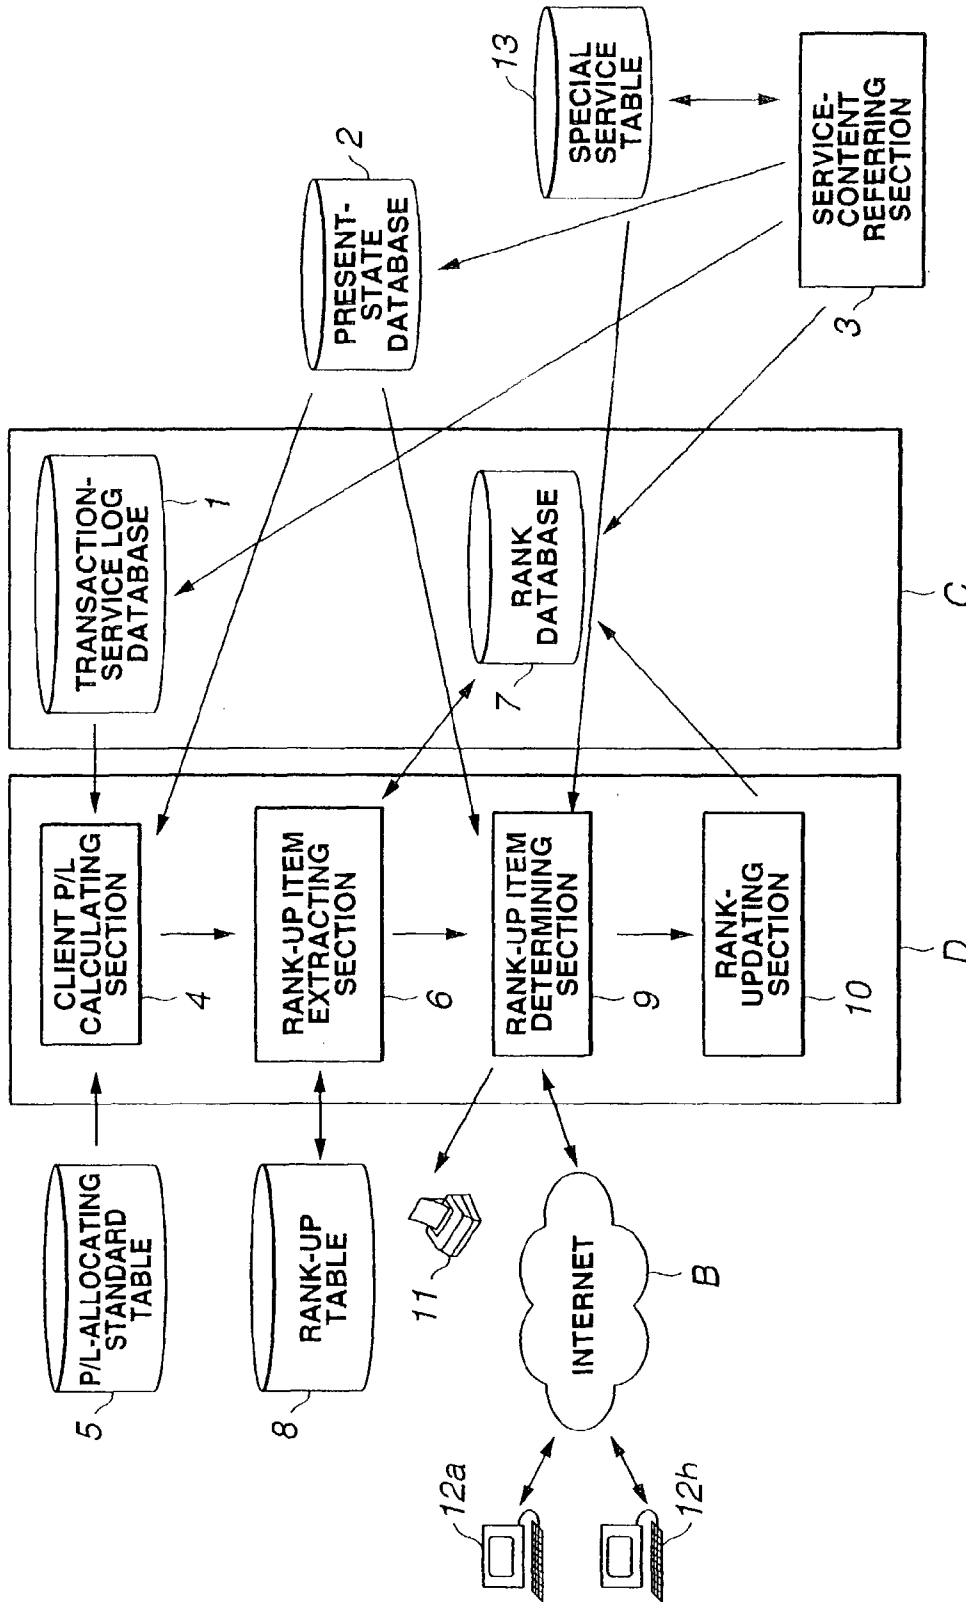 P/L-ALLOCATING
STANDARD
TABLE
5
CLIENT P/L
CALCULATING
SECTION
4
TRANSACTION-
SERVICE LOG
DATABASE
1
RANK-UP
TABLE
8
RANK-UP ITEM
EXTRACTING
SECTION
6
PRESENT-
STATE
DATABASE
2
11
RANK-UP ITEM
DETERMINING
SECTION
9
RANK
DATABASE
7
SPECIAL
SERVICE
TABLE
13
12a
12h
INTERNET
B
RANK-
UPDATING
SECTION
10
SERVICE-
CONTENT
REFERRING
SECTION
3
D
C